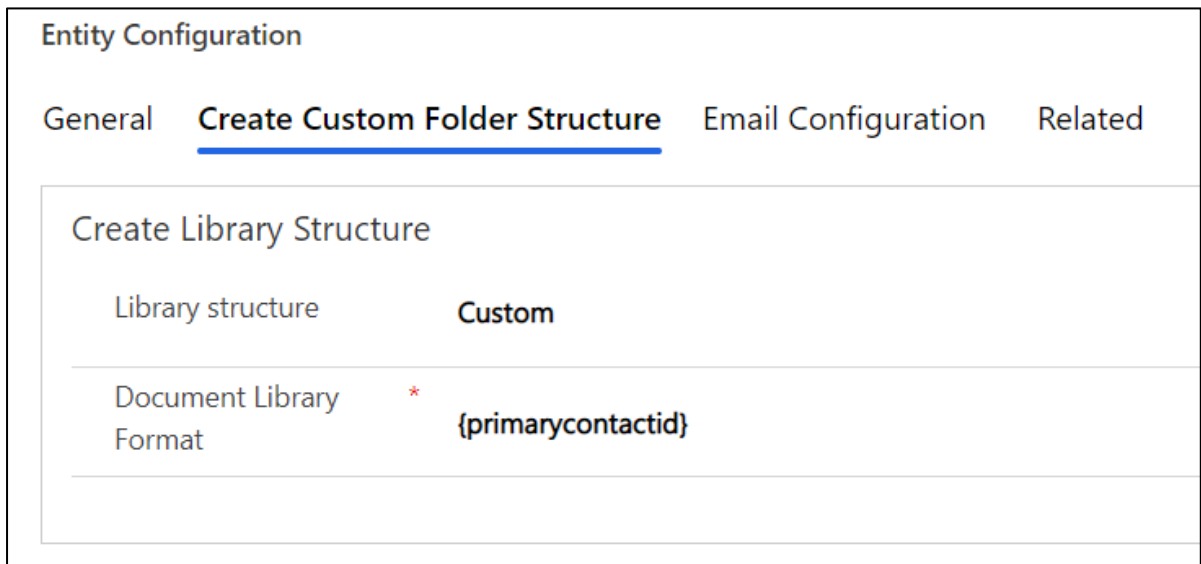 Entity Configuration
General Create Custom Folder Structure Email Configuration Related
Create Library Structure
Library structure Custom
Document Library *
Format {primarycontactid}